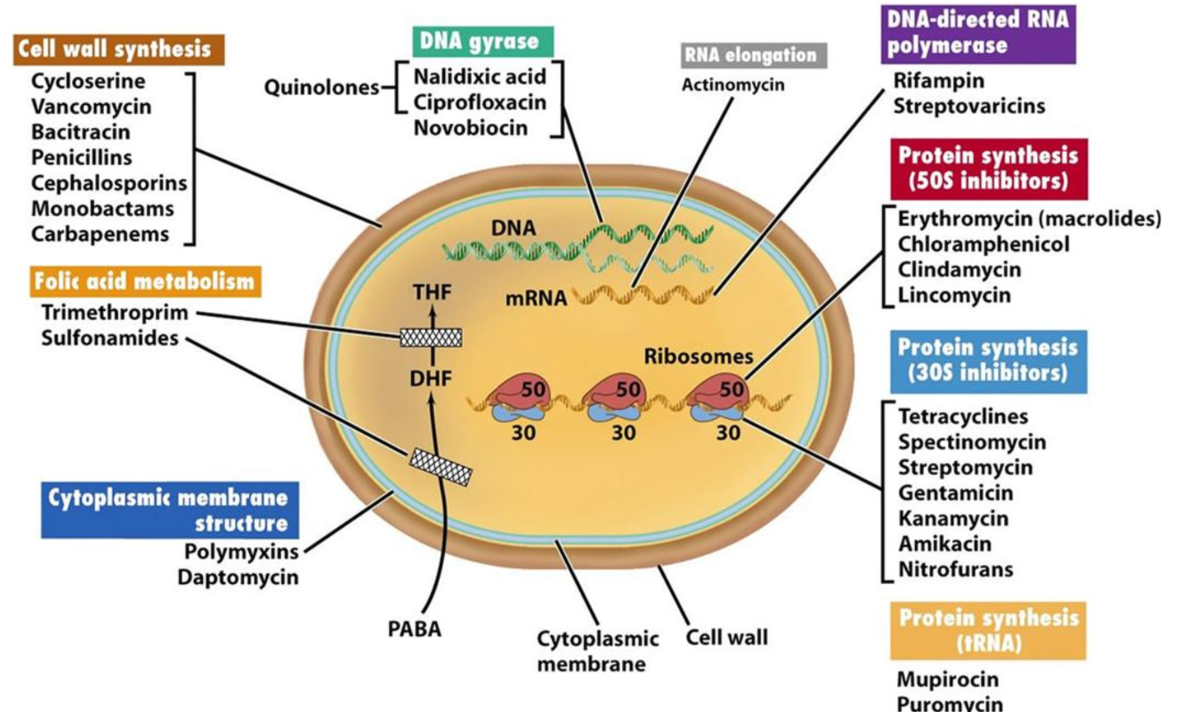 Cell wall synthesis
Cycloserine
Vancomycin
Bacitracin
Penicillins
Cephalosporins
Monobactams
Carbapenems
Folic acid metabolism
Trimethroprim
Sulfonamides
Cytoplasmic membrane
structure
Polymyxins
Daptomycin
DNA gyrase
Quinolones
Nalidixic acid
Ciprofloxacin
Novobiocin
RNA elongation
Actinomycin
DNA-directed RNA
polymerase
Rifampin
Streptovaricins
Protein synthesis
(50S inhibitors)
Erythromycin (macrolides)
Chloramphenicol
Clindamycin
Lincomycin
Protein synthesis
(30S inhibitors)
Tetracyclines
Spectinomycin
Streptomycin
Gentamicin
Kanamycin
Amikacin
Nitrofurans
Protein synthesis
(tRNA)
Mupirocin
Puromycin
DNA
THF
mRNA
DHF
Ribosomes
50 50 50
30 30 30
PABA
Cytoplasmic
membrane
Cell wall